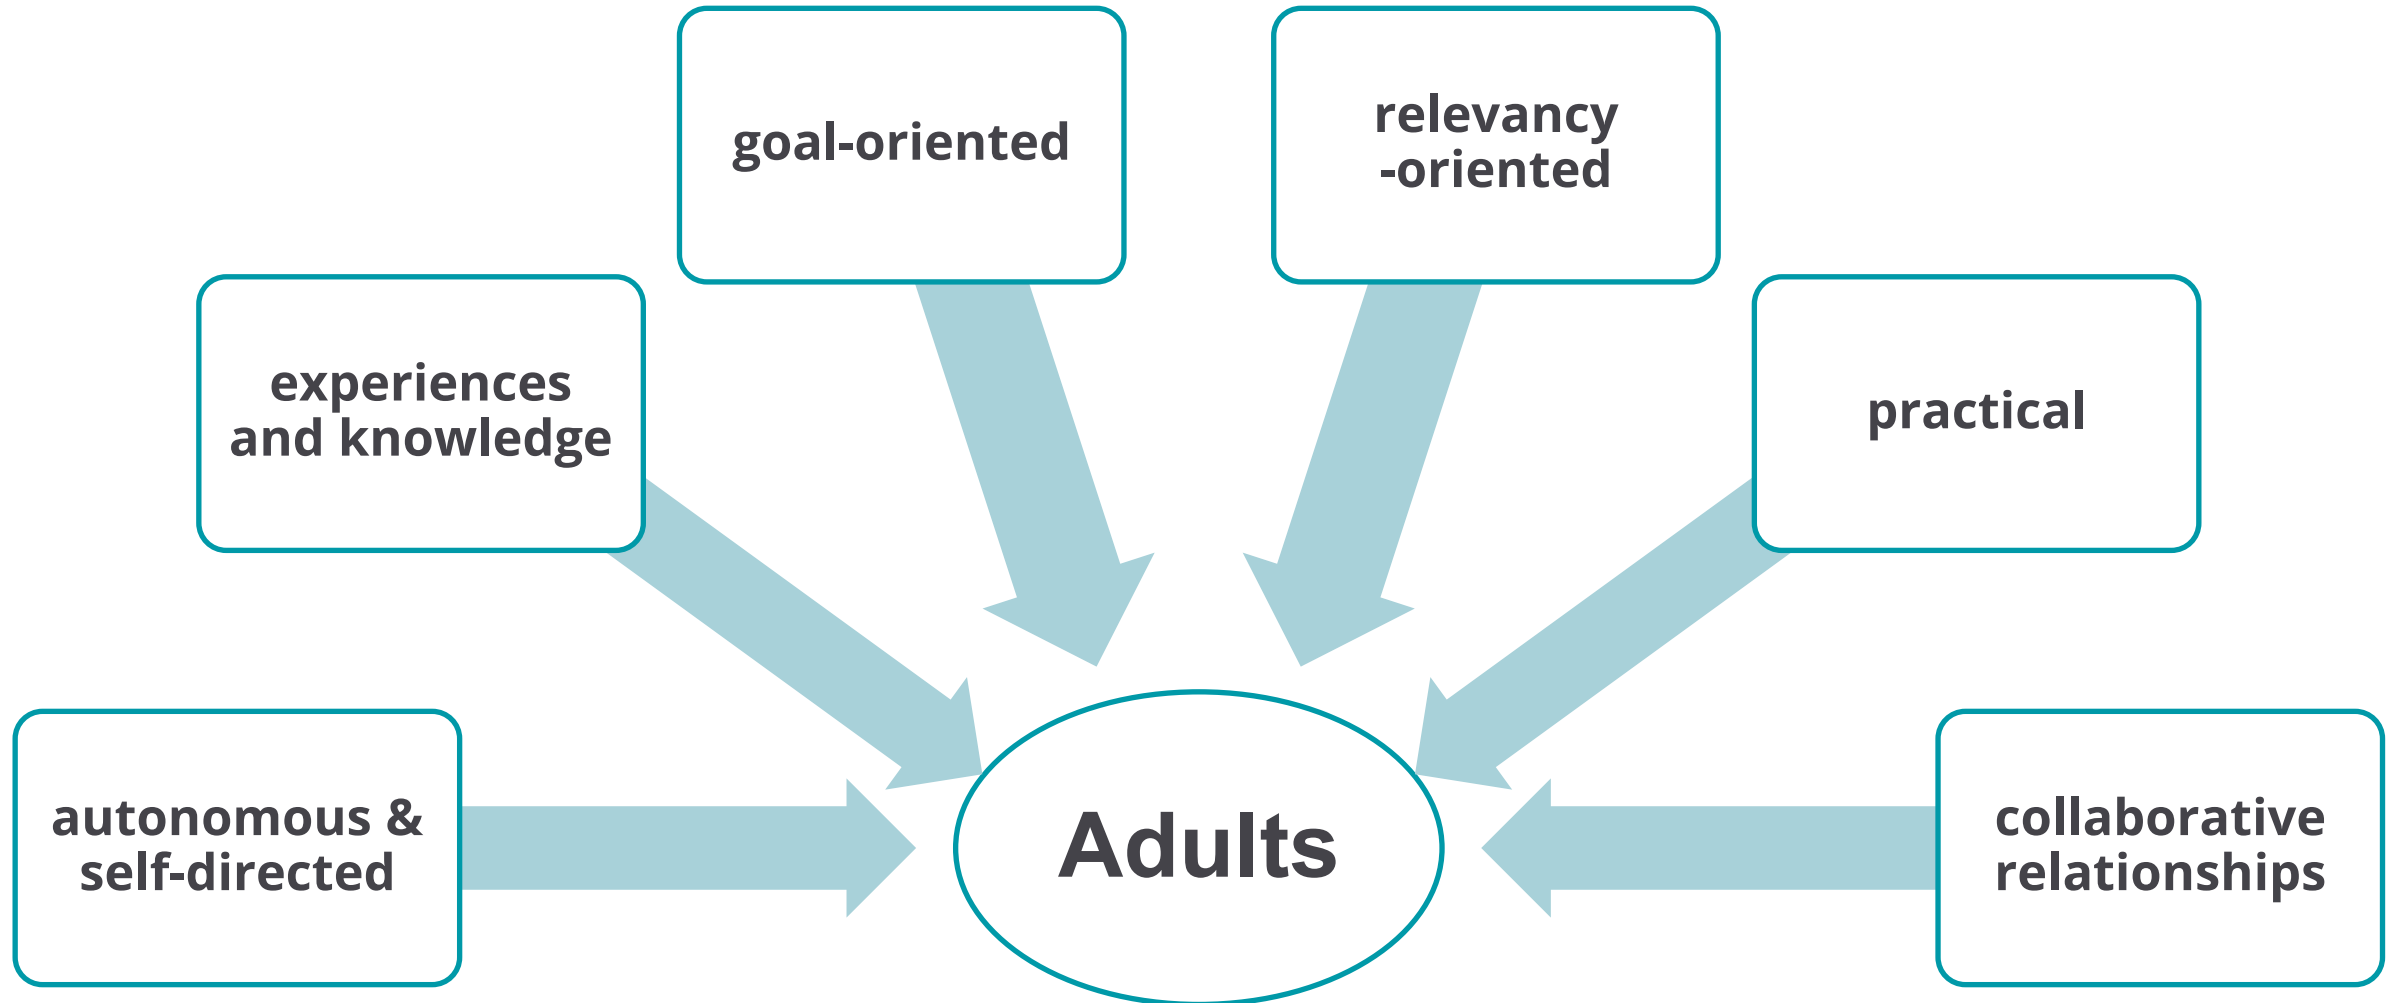 goal-oriented
relevancy
-oriented
experiences
and knowledge
practical
autonomous &
self-directed
Adults
collaborative
relationships